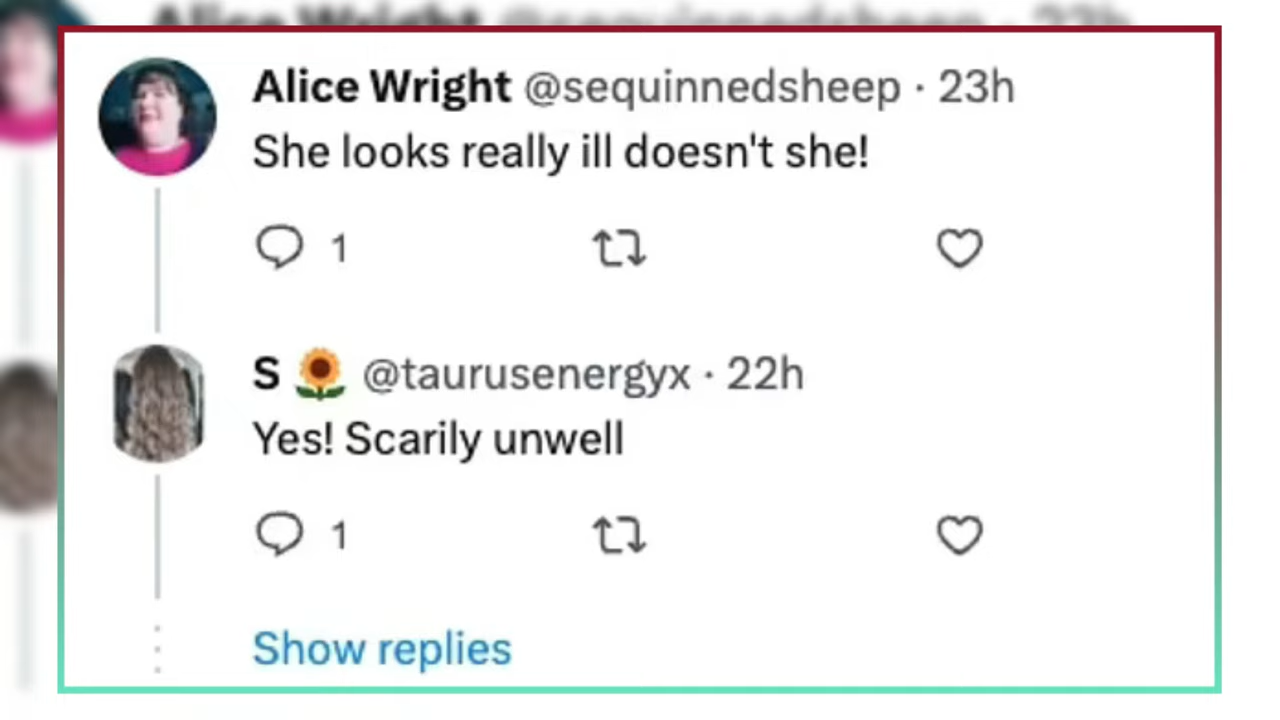 Alice Wright @sequinnedsheep · 23h
She looks really ill doesn't she!
1
S 🌻 @taurusenergyx · 22h
Yes! Scarily unwell
1
Show replies